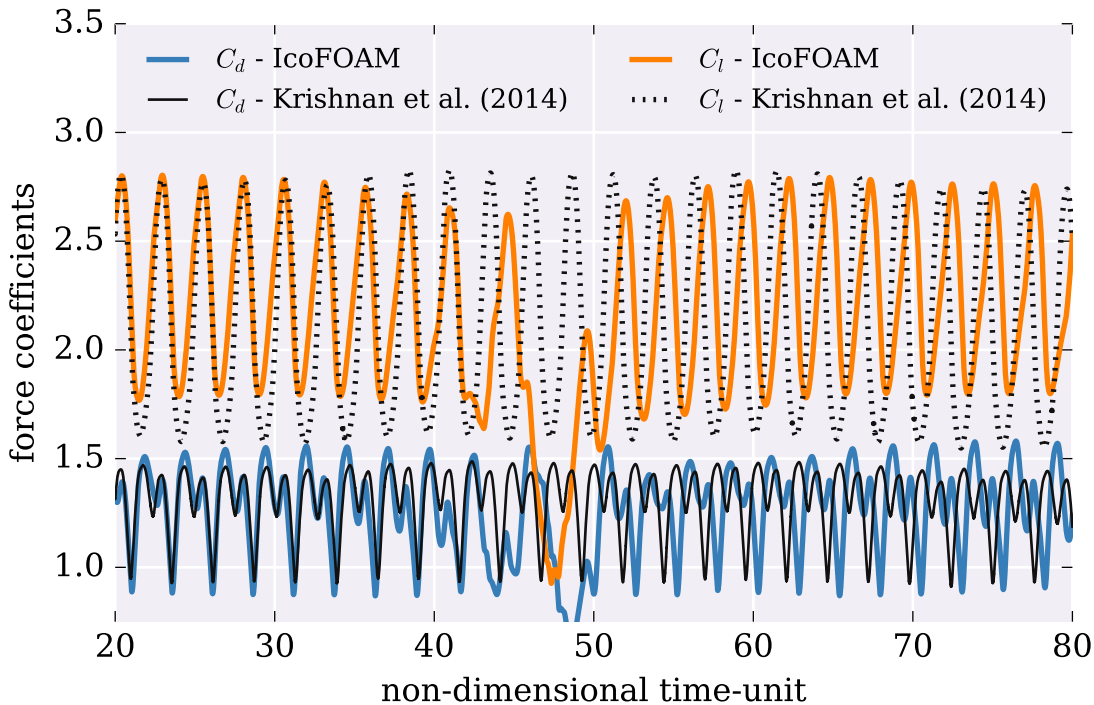 3.5
C_d - IcoFOAM
C_l - IcoFOAM
C_d - Krishnan et al. (2014)
C_l - Krishnan et al. (2014)
3.0
2.5
2.0
1.5
1.0
force coefficients
20 30 40 50 60 70 80
non-dimensional time-unit